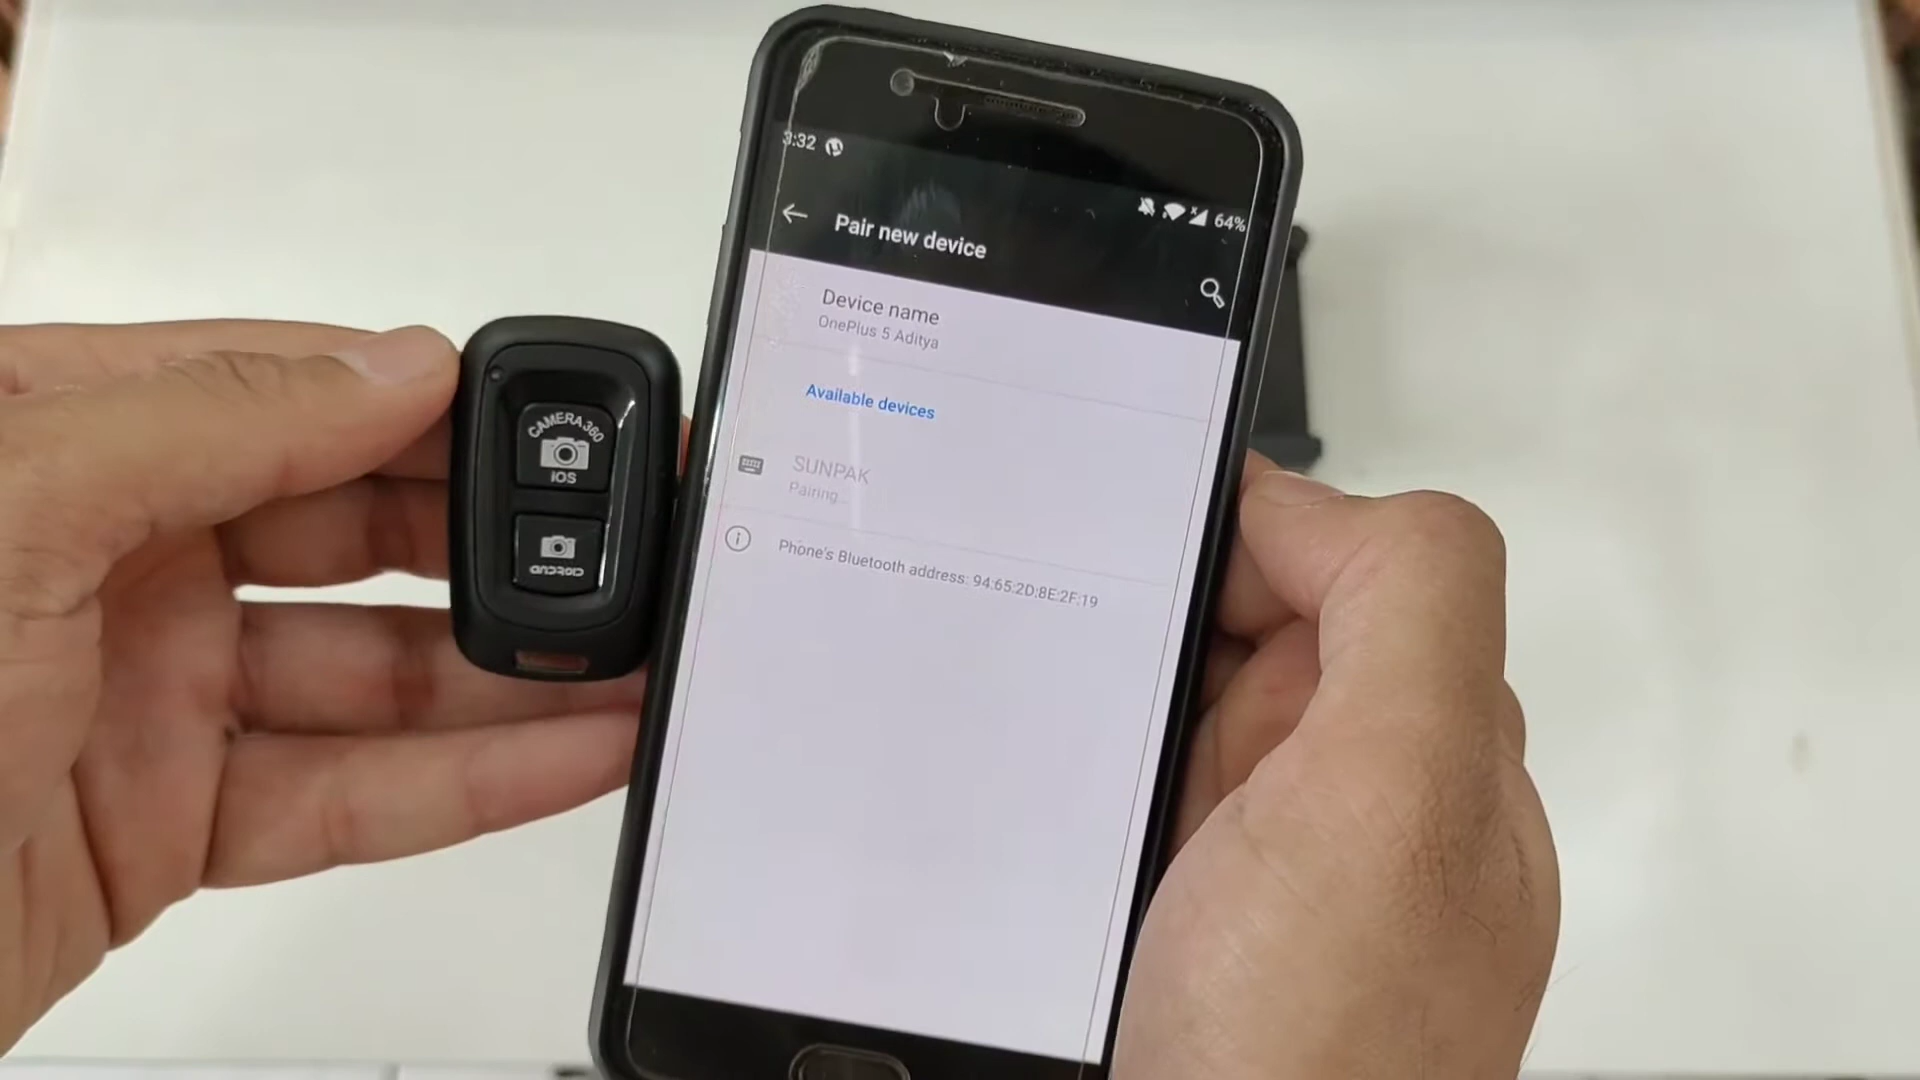 CAMERA360
iOS
ANDROID
3:32
64%
Pair new device
Device name
OnePlus 5 Aditya
Available devices
SUNPAK
Pairing...
Phone's Bluetooth address: 94:65:2D:8E:2F:19